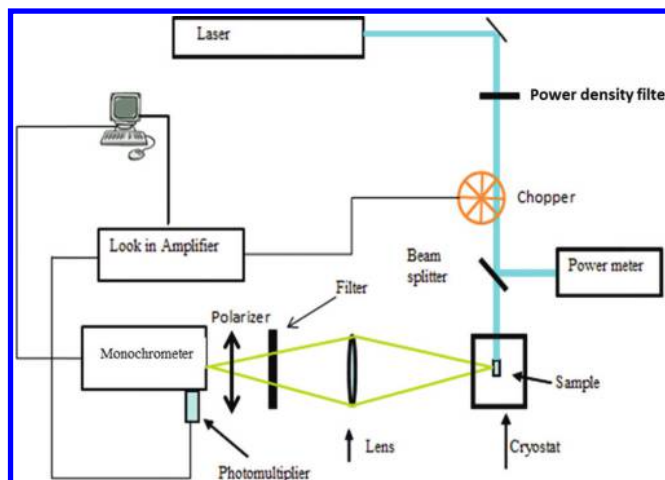 Laser
Power density filte
Chopper
Look in Amplifier
Beam
splitter
Power meter
Filter
Polarizer
Monochrometer
Sample
Lens
Cryostat
Photomultiplier